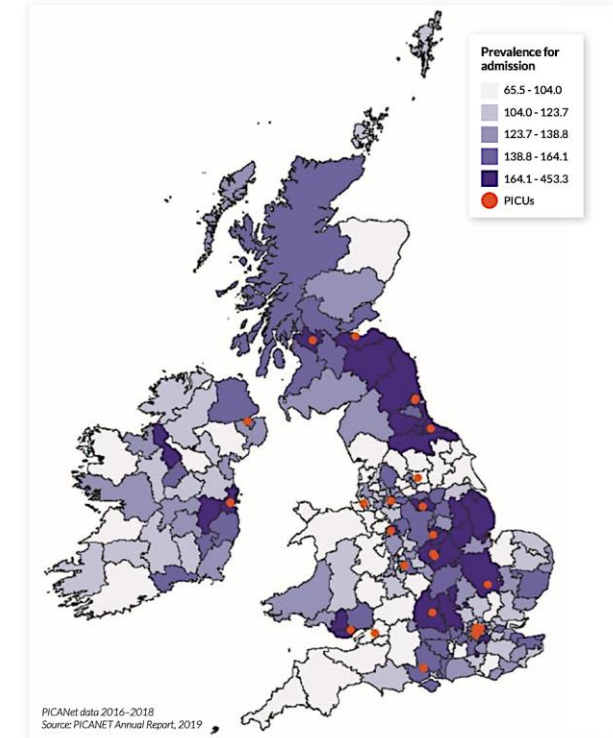 Prevalence for
admission
65.5 - 104.0
104.0 - 123.7
123.7 - 138.8
138.8 - 164.1
164.1 - 453.3
PICUs
PICANet data 2016–2018
Source: PICANET Annual Report, 2019